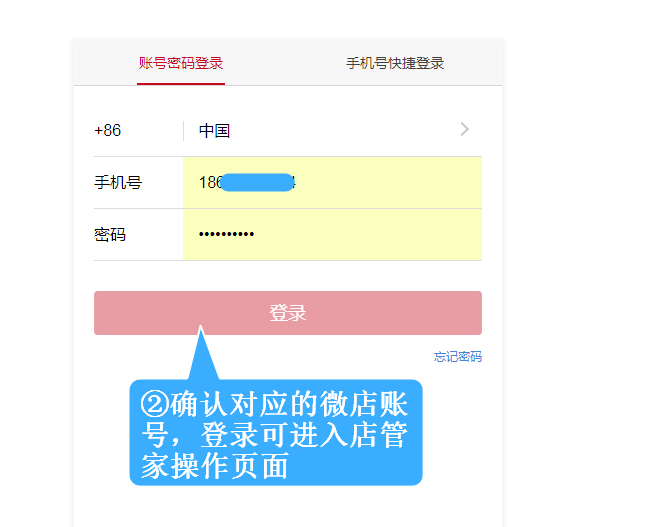 账号密码登录 手机号快捷登录
+86 中国
手机号 186 4
密码 ••••••••••
登录
忘记密码
②确认对应的微店账
号，登录可进入店管
家操作页面